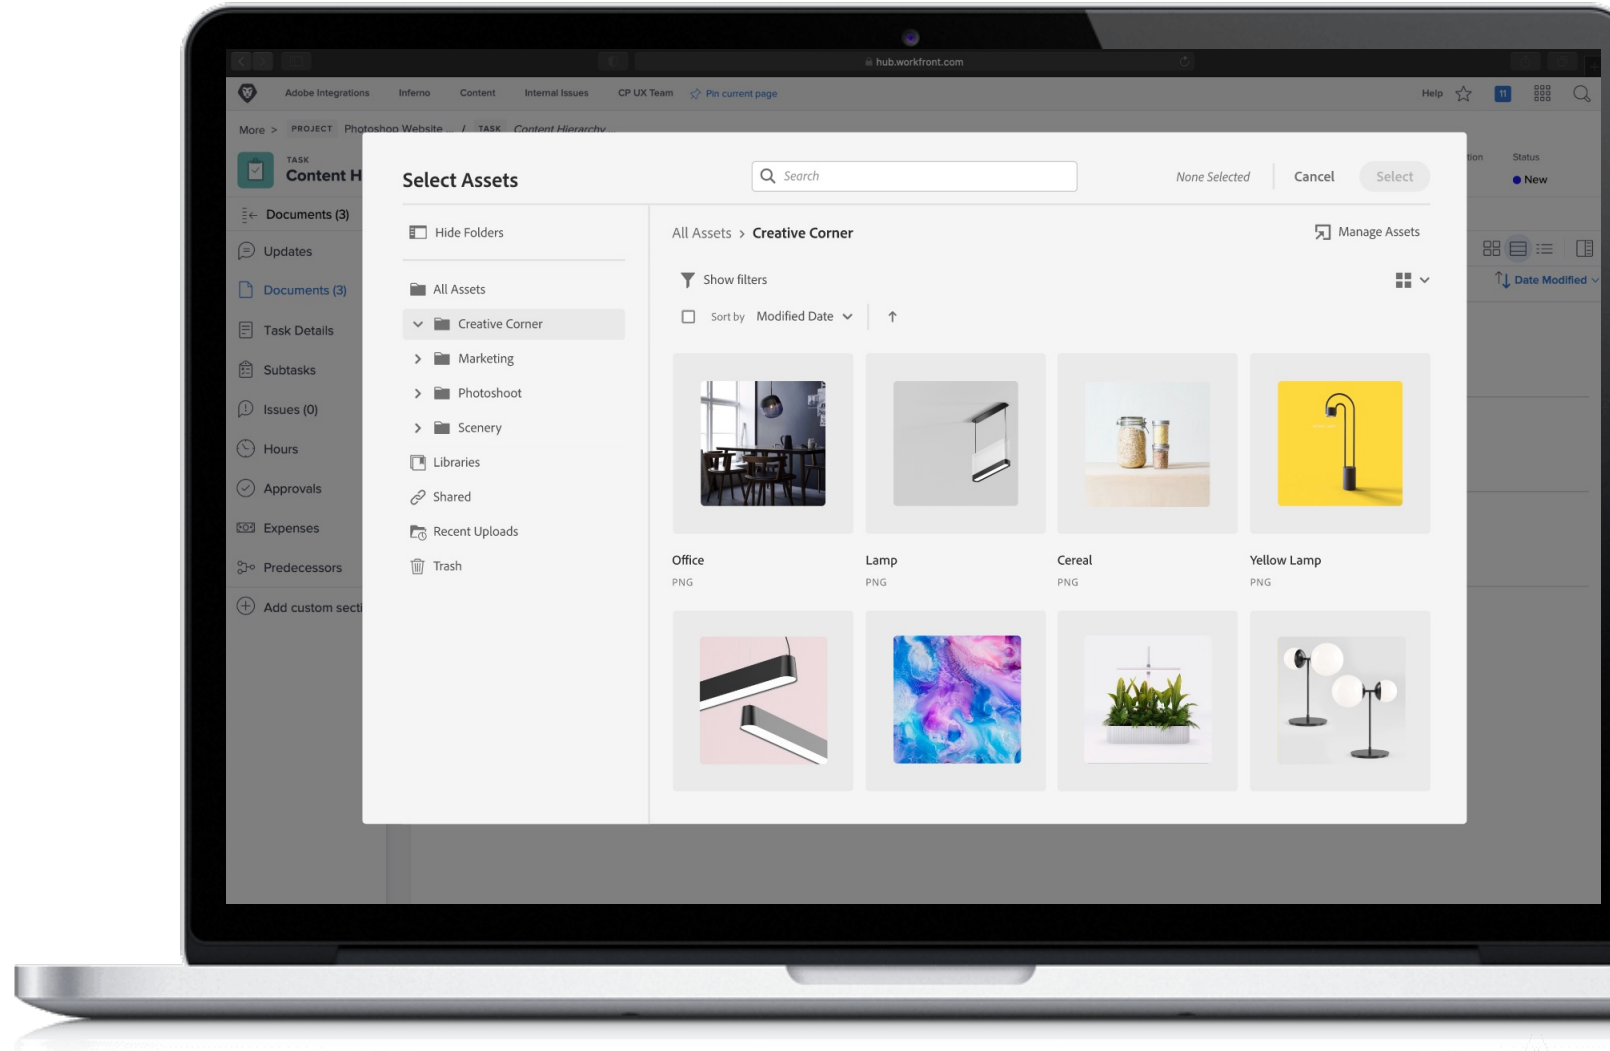 hub.workfront.com
Adobe Integrations Inferno Content Internal Issues CP UX Team Pin current page Help 11
More > PROJECT Photoshop Website ... / TASK Content Hierarchy
TASK
Content H
tion Status
New
Documents (3)
Updates
Documents (3)
Task Details
Subtasks
Issues (0)
Hours
Approvals
Expenses
Predecessors
Add custom secti
Date Modified
Select Assets
Search
None Selected Cancel Select
Hide Folders
All Assets
Creative Corner
Marketing
Photoshoot
Scenery
Libraries
Shared
Recent Uploads
Trash
All Assets > Creative Corner Manage Assets
Show filters
Sort by Modified Date
Office Lamp Cereal Yellow Lamp
PNG PNG PNG PNG